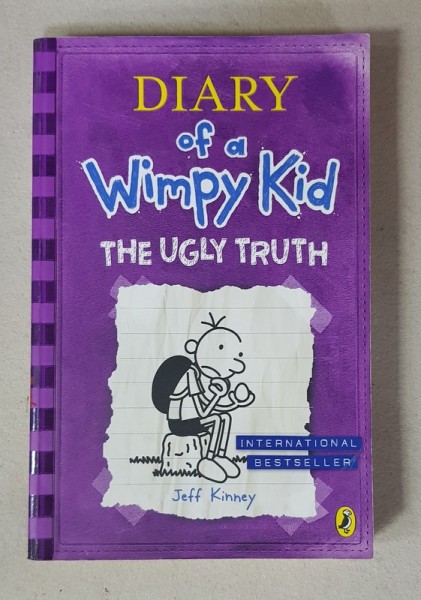 DIARY
of a
Wimpy Kid
THE UGLY TRUTH
INTERNATIONAL
BESTSELLER
Jeff Kinney